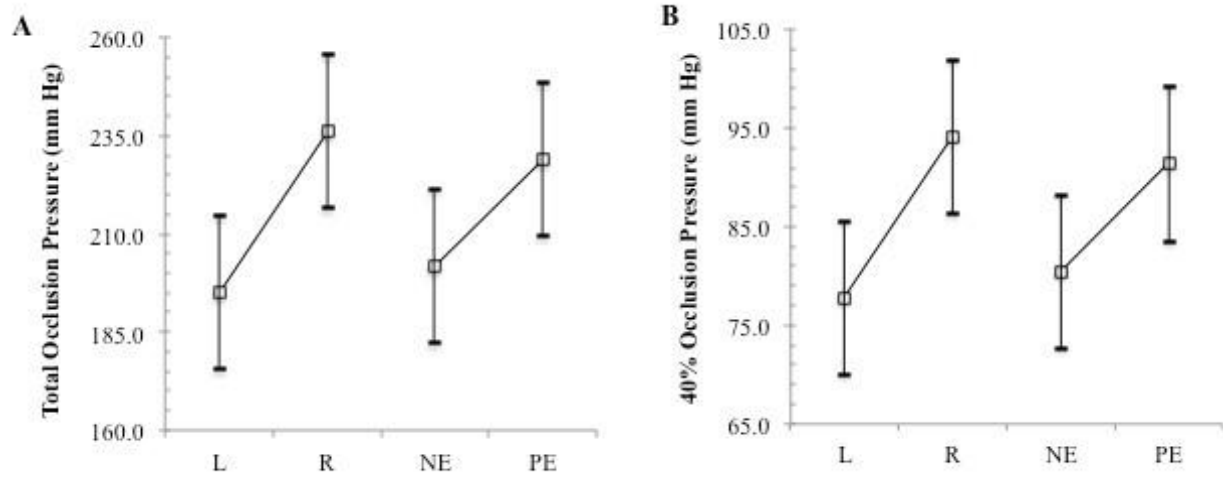 A
Total Occlusion Pressure (mm Hg)
260.0
235.0
210.0
185.0
160.0
L R NE PE
B
40% Occlusion Pressure (mm Hg)
105.0
95.0
85.0
75.0
65.0
L R NE PE